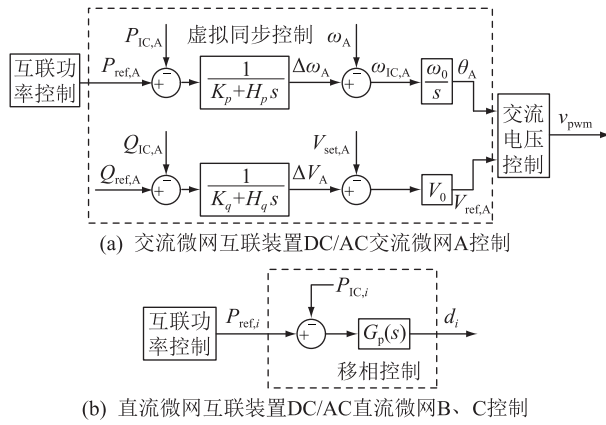 P_IC,A 虚拟同步控制 ω_A
互联功率控制 P_ref,A − + 1/(K_p+H_p s) Δω_A − + ω_IC,A ω_0/s θ_A
交流电压控制 v_pwm
Q_IC,A V_set,A
Q_ref,A − + 1/(K_q+H_q s) ΔV_A − + V_0 V_ref,A
(a) 交流微网互联装置DC/AC交流微网A控制
P_IC,i
互联功率控制 P_ref,i − + G_p(s) d_i
移相控制
(b) 直流微网互联装置DC/AC直流微网B、C控制